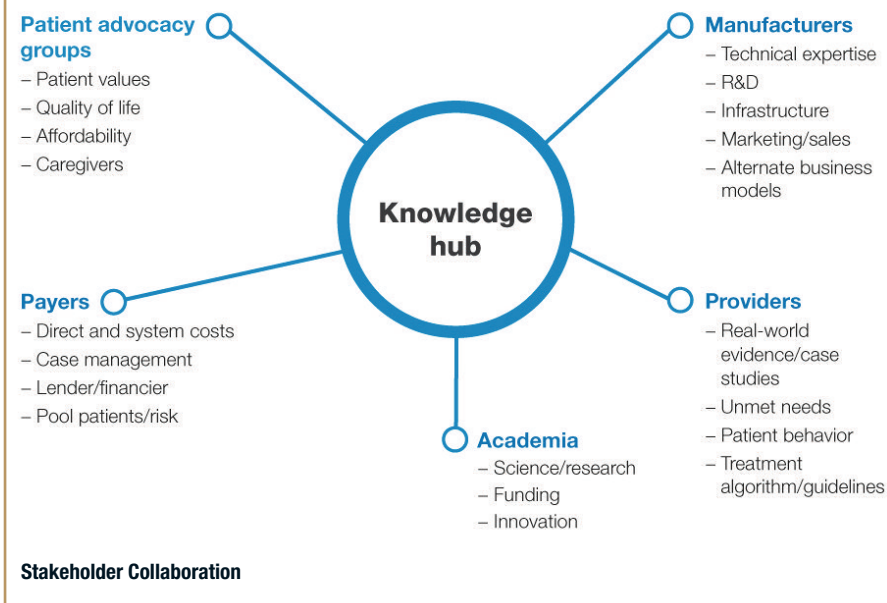 Patient advocacy
groups
– Patient values
– Quality of life
– Affordability
– Caregivers
Manufacturers
– Technical expertise
– R&D
– Infrastructure
– Marketing/sales
– Alternate business
models
Knowledge
hub
Payers
– Direct and system costs
– Case management
– Lender/financier
– Pool patients/risk
Providers
– Real-world
evidence/case
studies
– Unmet needs
– Patient behavior
– Treatment
algorithm/guidelines
Academia
– Science/research
– Funding
– Innovation
Stakeholder Collaboration